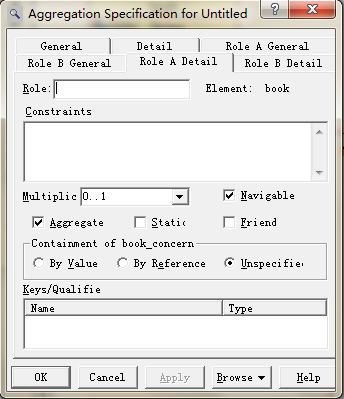 Aggregation Specification for Untitled
General Detail Role A General
Role B General Role A Detail Role B Detail
Role: Element: book
Constraints
Multiplic 0..1 Navigable
Aggregate Static Friend
Containment of book_concern
By Value By Reference Unspecified
Keys/Qualifie
Name Type
OK Cancel Apply Browse Help